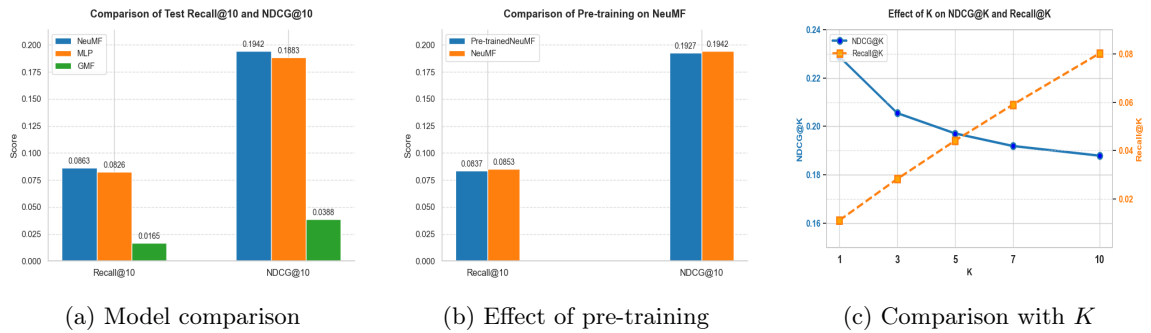 Comparison of Test Recall@10 and NDCG@10
NeuMF
MLP
GMF
0.200
0.175
0.150
0.125
0.100
0.075
0.050
0.025
0.000
Score
0.0863
0.0826
0.0165
0.1942
0.1883
0.0388
Recall@10
NDCG@10
(a) Model comparison
Comparison of Pre-training on NeuMF
Pre-trainedNeuMF
NeuMF
0.200
0.175
0.150
0.125
0.100
0.075
0.050
0.025
0.000
Score
0.0837
0.0853
0.1927
0.1942
Recall@10
NDCG@10
(b) Effect of pre-training
Effect of K on NDCG@K and Recall@K
NDCG@K
Recall@K
0.24
0.22
0.20
0.18
0.16
NDCG@K
0.08
0.06
0.04
0.02
Recall@K
1
3
5
7
10
K
(c) Comparison with K